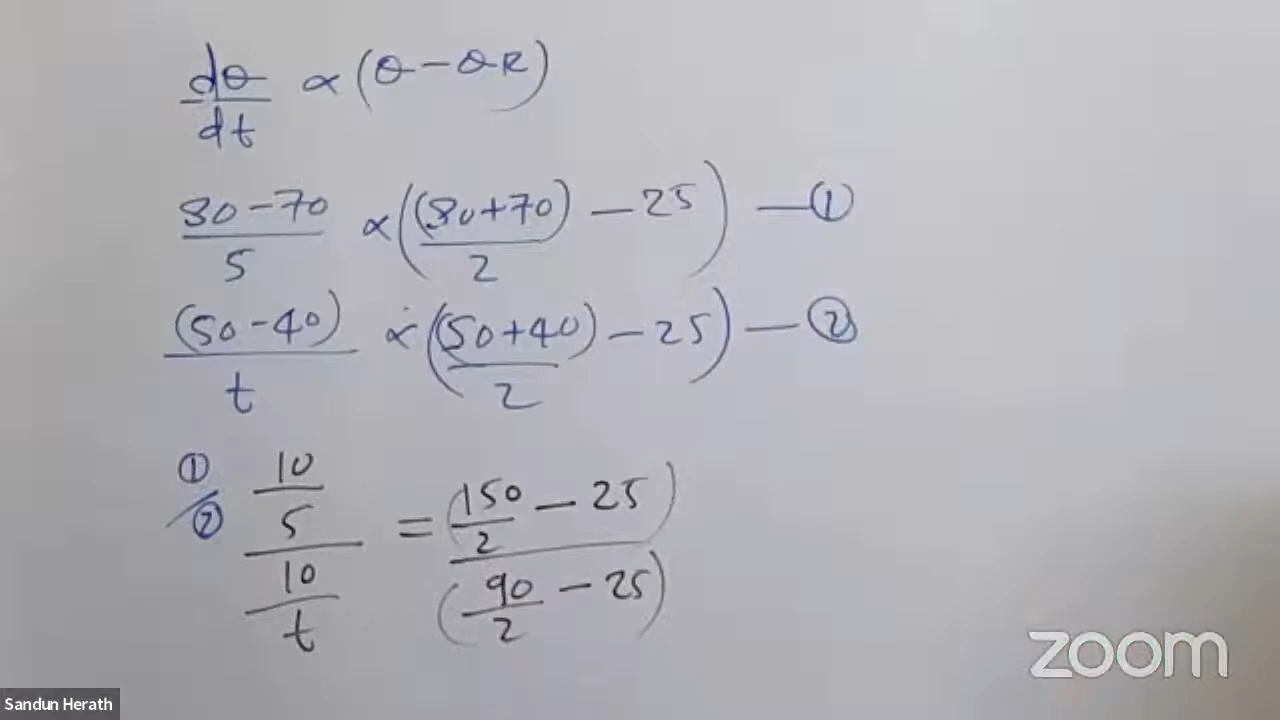 dθ/dt ∝ (θ − θR)
80 − 70 / 5 ∝ ((80+70)/2 − 25) — ①
(50 − 40) / t ∝ ((50+40)/2 − 25) — ②
①/② (10/5) / (10/t) = (150/2 − 25) / (90/2 − 25)
zoom
Sandun Herath